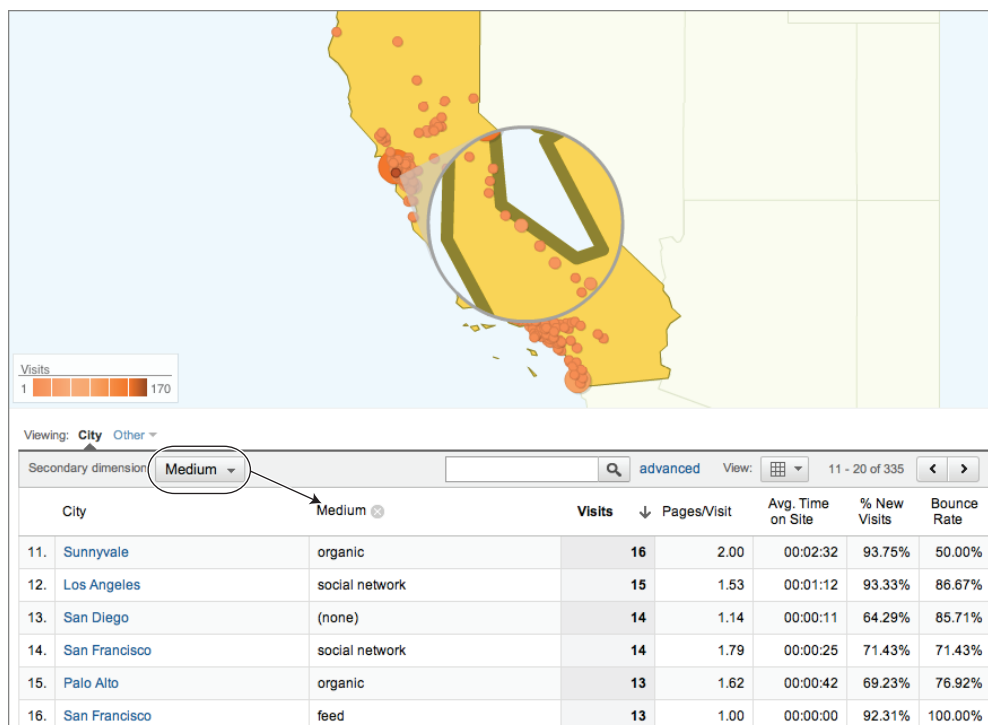 Visits
1 170
Viewing: City Other
Secondary dimension Medium advanced View: 11 - 20 of 335
City Medium Visits Pages/Visit Avg. Time on Site % New Visits Bounce Rate
11. Sunnyvale organic 16 2.00 00:02:32 93.75% 50.00%
12. Los Angeles social network 15 1.53 00:01:12 93.33% 86.67%
13. San Diego (none) 14 1.14 00:00:11 64.29% 85.71%
14. San Francisco social network 14 1.79 00:00:25 71.43% 71.43%
15. Palo Alto organic 13 1.62 00:00:42 69.23% 76.92%
16. San Francisco feed 13 1.00 00:00:00 92.31% 100.00%